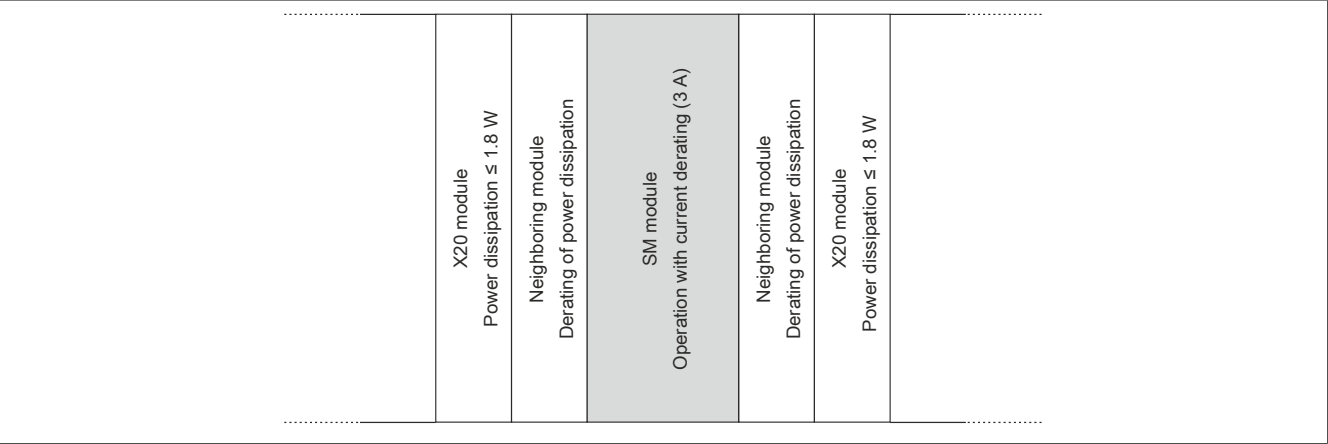 X20 module
Power dissipation ≤ 1.8 W
Neighboring module
Derating of power dissipation
SM module
Operation with current derating (3 A)
Neighboring module
Derating of power dissipation
X20 module
Power dissipation ≤ 1.8 W